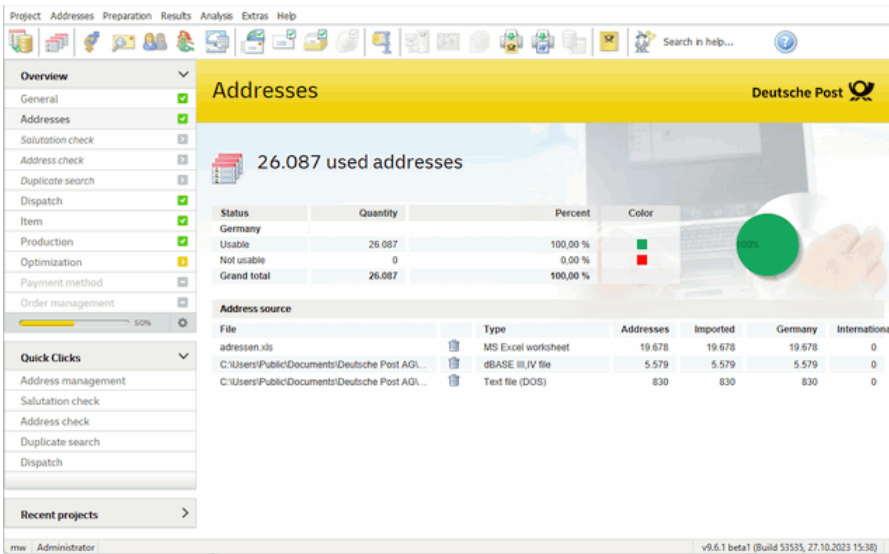 Project Addresses Preparation Results Analysis Extras Help
Search in help...
Overview
General
Addresses
Salutation check
Address check
Duplicate search
Dispatch
Item
Production
Optimization
Payment method
Order management
50%
Quick Clicks
Address management
Salutation check
Address check
Duplicate search
Dispatch
Recent projects
Addresses
Deutsche Post
26.087 used addresses
Status Quantity Percent Color
Germany
Usable 26.087 100,00 %
Not usable 0 0,00 %
Grand total 26.087 100,00 %
100%
Address source
File Type Addresses Imported Germany Internationa
adressen.xls MS Excel worksheet 19.678 19.678 19.678 0
C:\Users\Public\Documents\Deutsche Post AG\... dBASE III,IV file 5.579 5.579 5.579 0
C:\Users\Public\Documents\Deutsche Post AG\... Text file (DOS) 830 830 830 0
mw Administrator v9.6.1 beta1 (Build 53535, 27.10.2023 15:38)